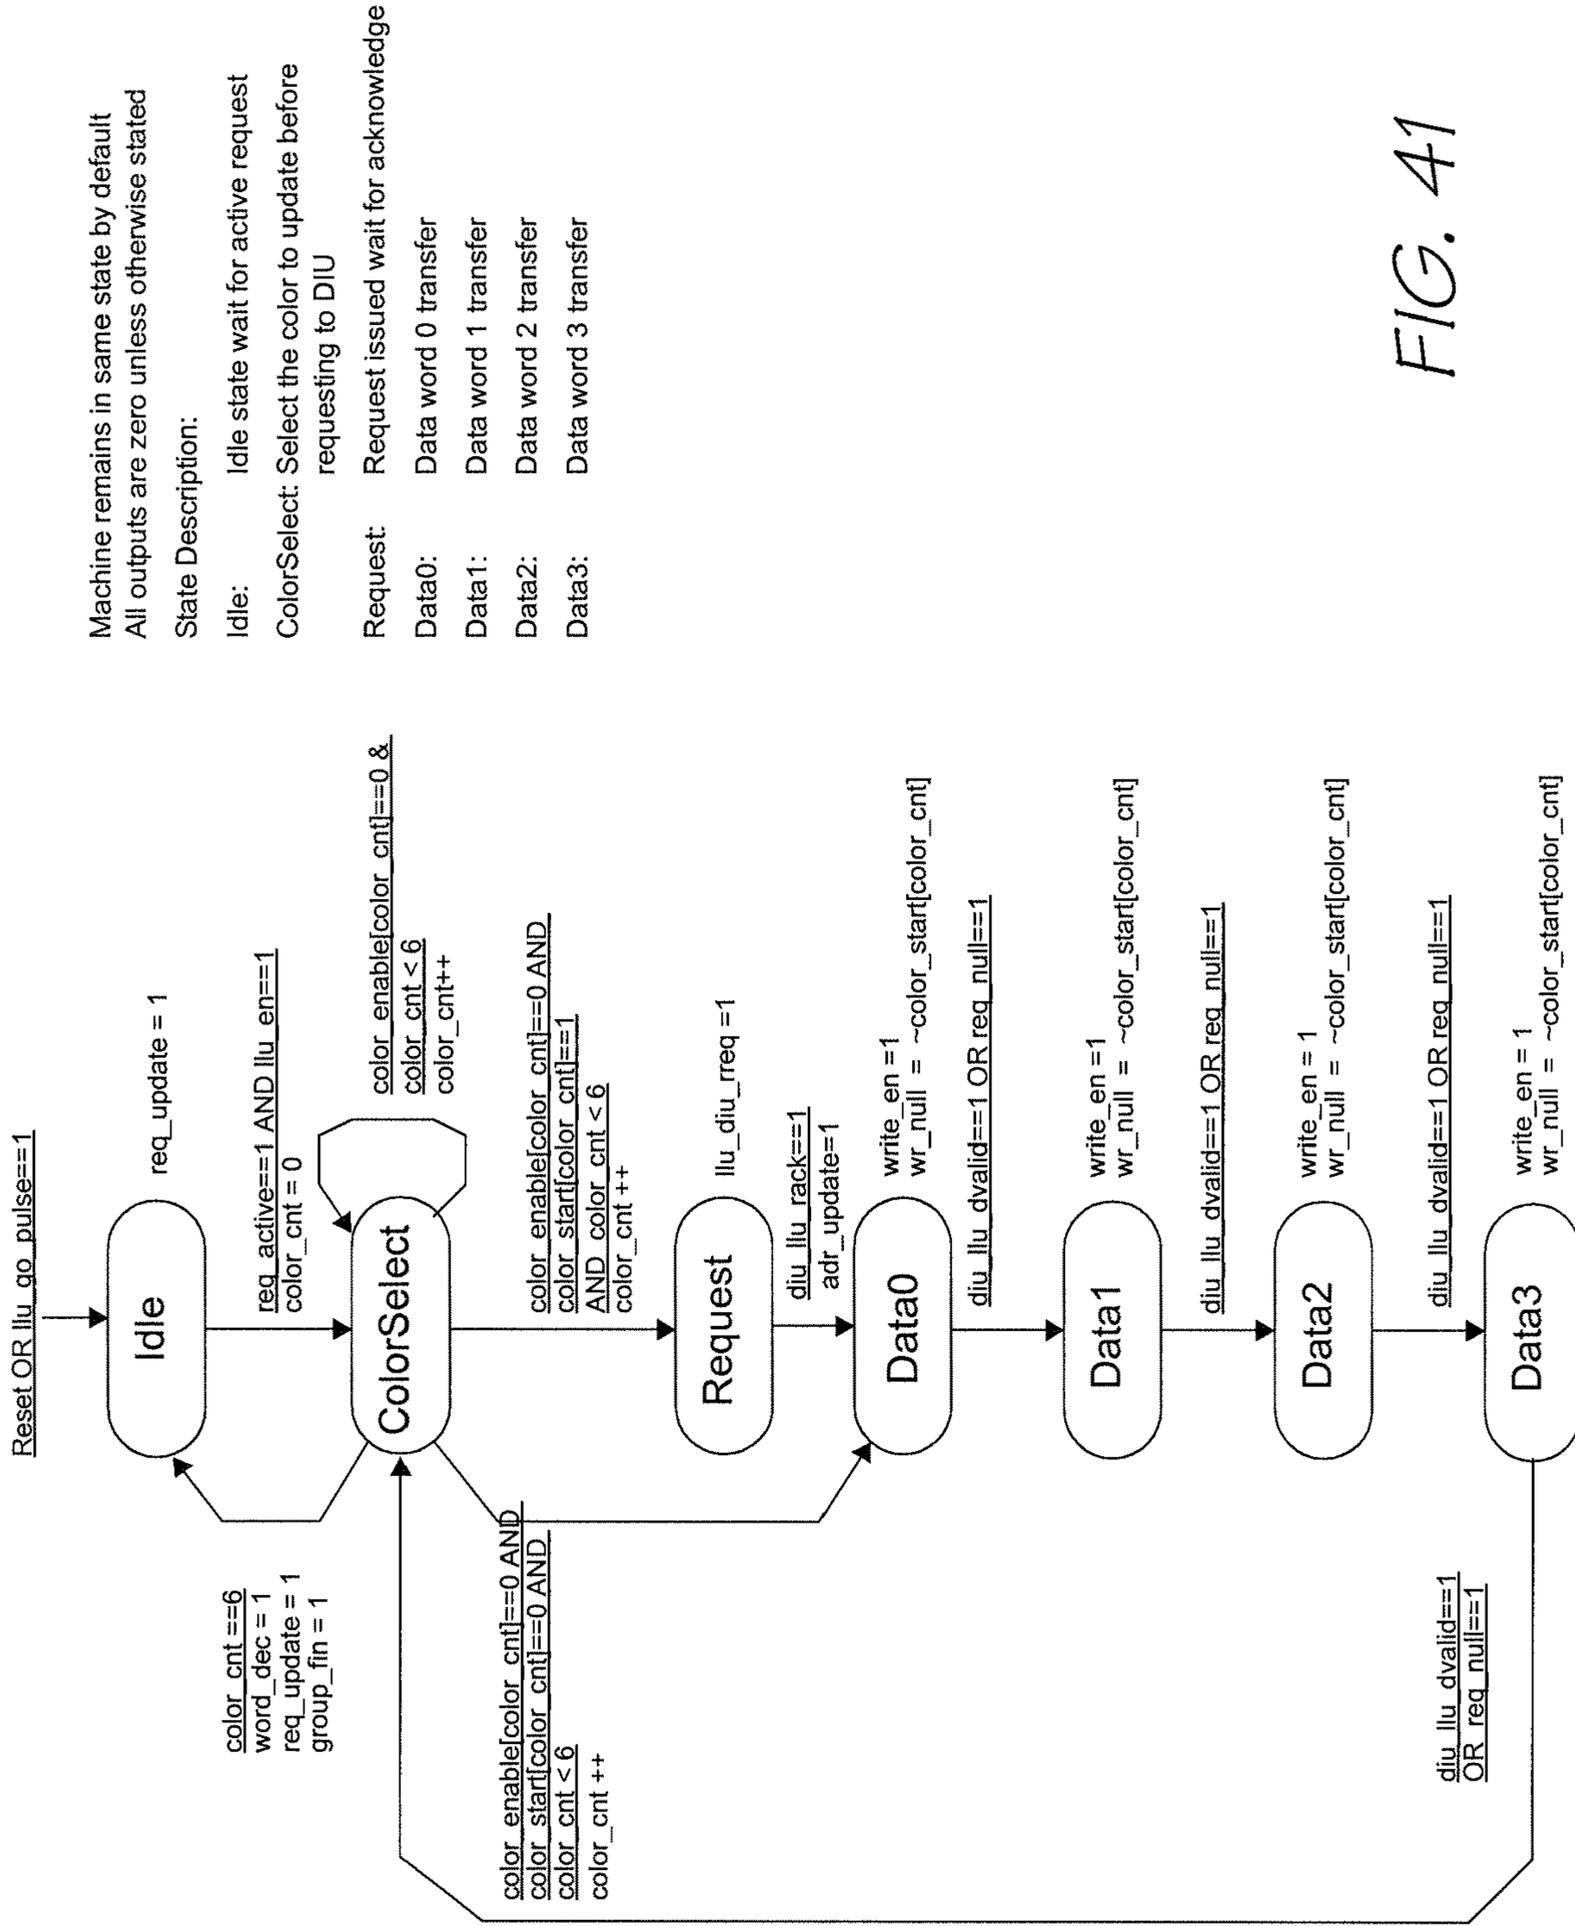 Reset OR llu_go_pulse==1
Idle
req_update = 1
color_cnt ==6
word_dec = 1
req_update = 1
group_fin = 1
req_active==1 AND llu_en==1
color_cnt = 0
ColorSelect
color_enable[color_cnt]==0 &
color_cnt < 6
color_cnt++
color_enable[color_cnt]==0 AND
color_start[color_cnt]==0 AND
color_cnt < 6
color_cnt ++
color_enable[color_cnt]==0 AND
color_start[color_cnt]==1
AND color_cnt < 6
color_cnt ++
Request
llu_diu_rreq =1
diu_llu_rack==1
adr_update=1
Data0
write_en =1
wr_null = ~color_start[color_cnt]
diu_llu_dvalid==1 OR req_null==1
Data1
write_en =1
wr_null = ~color_start[color_cnt]
diu_llu_dvalid==1 OR req_null==1
Data2
write_en = 1
wr_null = ~color_start[color_cnt]
diu_llu_dvalid==1 OR req_null==1
Data3
write_en = 1
wr_null = ~color_start[color_cnt]
diu_llu_dvalid==1
OR req_null==1
Machine remains in same state by default
All outputs are zero unless otherwise stated
State Description:
Idle: Idle state wait for active request
ColorSelect: Select the color to update before
requesting to DIU
Request: Request issued wait for acknowledge
Data0: Data word 0 transfer
Data1: Data word 1 transfer
Data2: Data word 2 transfer
Data3: Data word 3 transfer
FIG. 41